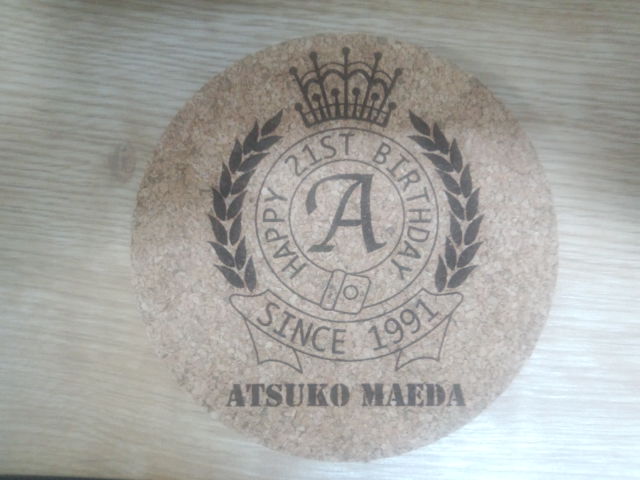 HAPPY 21ST BIRTHDAY
A
SINCE 1991
ATSUKO MAEDA